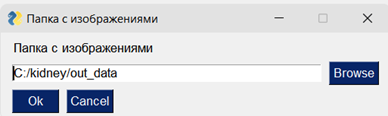 Папка с изображениями
Папка с изображениями
C:/kidney/out_data Browse
Ok Cancel